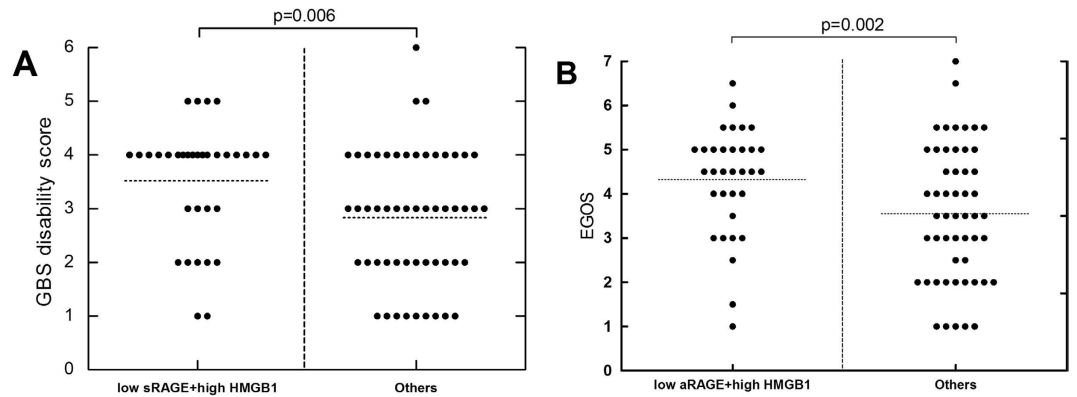 A
p=0.006
GBS disability score
6
5
4
3
2
1
0
low sRAGE+high HMGB1
Others
B
p=0.002
EGOS
7
6
5
4
3
2
1
0
low aRAGE+high HMGB1
Others